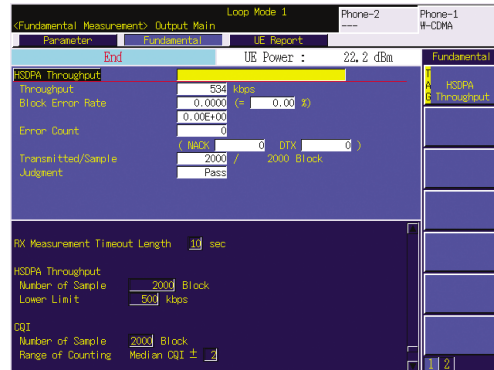 Loop Mode 1
<Fundamental Measurement> Output Main
Phone-2
---
Phone-1
W-CDMA
Parameter Fundamental UE Report
End UE Power : 22.2 dBm Fundamental
HSDPA Throughput
TAG HSDPA Throughput
Throughput 534 kbps
Block Error Rate 0.0000 (= 0.00 %)
0.00E+00
Error Count 0
( NACK 0 DTX 0 )
Transmitted/Sample 2000 / 2000 Block
Judgment Pass
RX Measurement Timeout Length 10 sec
HSDPA Throughput
Number of Sample 2000 Block
Lower Limit 500 kbps
CQI
Number of Sample 2000 Block
Range of Counting Median CQI ± 2
1 2